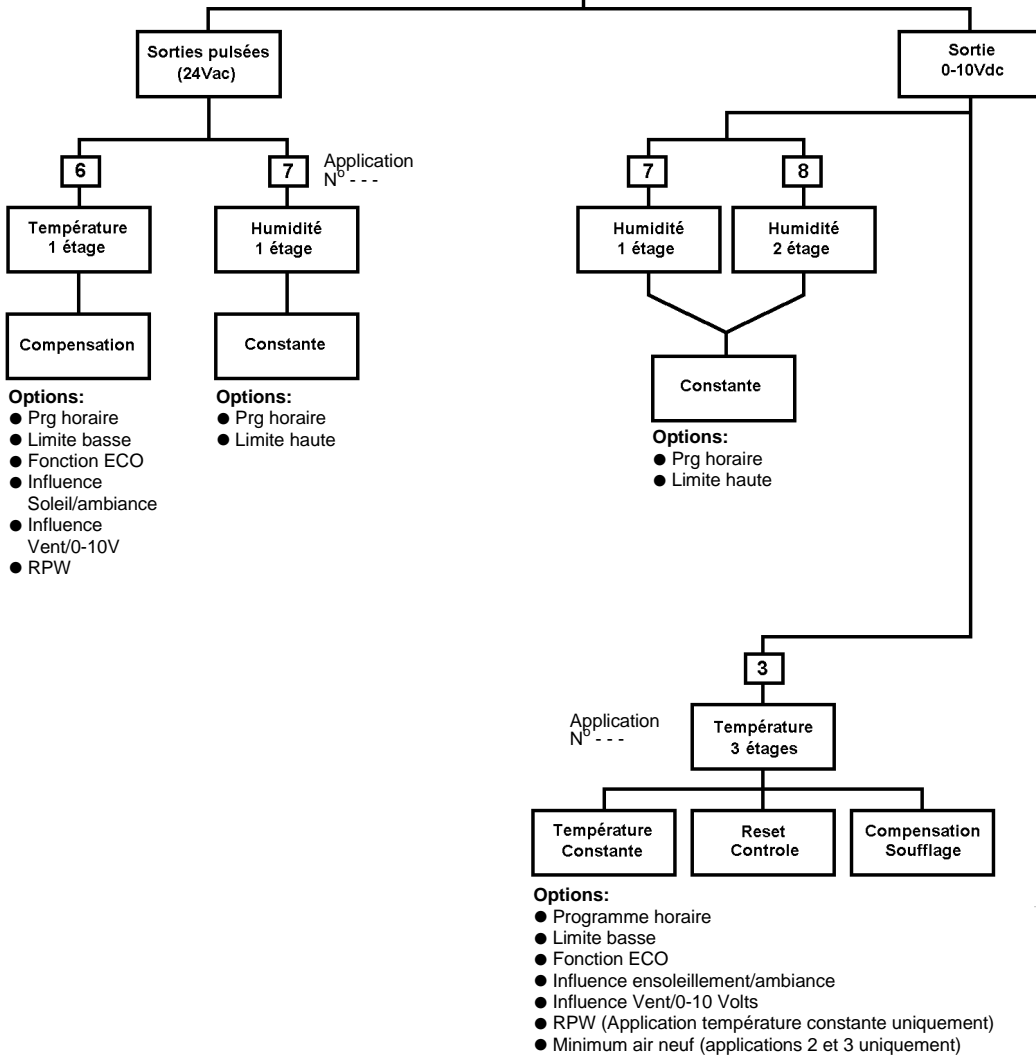 Sorties pulsées
(24Vac)
Sortie
0-10Vdc
6
7
Application
N° - - -
7
8
Température
1 étage
Humidité
1 étage
Humidité
1 étage
Humidité
2 étage
Compensation
Constante
Constante
Options:
● Prg horaire
● Limite basse
● Fonction ECO
● Influence
Soleil/ambiance
● Influence
Vent/0-10V
● RPW
Options:
● Prg horaire
● Limite haute
Options:
● Prg horaire
● Limite haute
3
Application
N° - - -
Température
3 étages
Température
Constante
Reset
Controle
Compensation
Soufflage
Options:
● Programme horaire
● Limite basse
● Fonction ECO
● Influence ensoleillement/ambiance
● Influence Vent/0-10 Volts
● RPW (Application température constante uniquement)
● Minimum air neuf (applications 2 et 3 uniquement)